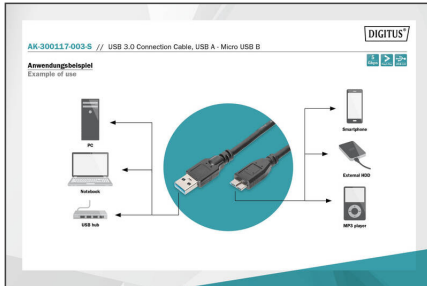 DIGITUS®
AK-300117-003-S // USB 3.0 Connection Cable, USB A - Micro USB B
Anwendungsbeispiel
Example of use
PC
Notebook
USB hub
Smartphone
External HDD
MP3 player